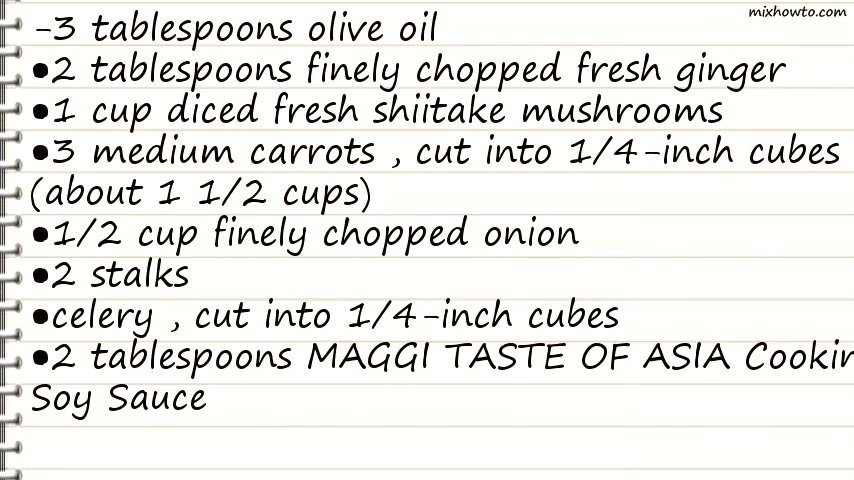 mixhowto.com
-3 tablespoons olive oil
•2 tablespoons finely chopped fresh ginger
•1 cup diced fresh shiitake mushrooms
•3 medium carrots , cut into 1/4-inch cubes
(about 1 1/2 cups)
•1/2 cup finely chopped onion
•2 stalks
•celery , cut into 1/4-inch cubes
•2 tablespoons MAGGI TASTE OF ASIA Cookin
Soy Sauce